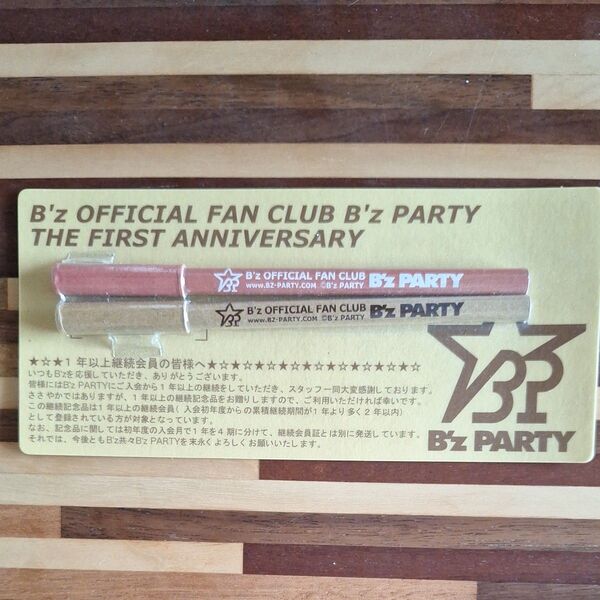 B'z OFFICIAL FAN CLUB B'z PARTY
THE FIRST ANNIVERSARY
B'z OFFICIAL FAN CLUB
WWW.BZ-PARTY.COM ©B'z PARTY
B'z PARTY
B'z OFFICIAL FAN CLUB
WWW.BZ-PARTY.COM ©B'z PARTY
B'z PARTY
★☆★1年以上継続会員の皆様へ★☆★☆★☆★☆★☆★☆★☆★☆★☆★
いつもB'zを応援していただき、ありがとうございます。
皆様にはB'z PARTYにご入会から1年以上の継続をしていただき、スタッフ一同大変感謝しております。
ささやかではありますが、1年以上の継続記念品をお贈りしますので、ご利用いただければ幸いです。
この継続記念品は1年以上の継続会員(入会初年度からの累積継続期間が1年より多く2年以内)
として登録されている方が対象となっています。
なお、記念品に関しては初年度の入会月で1年を4期に分けて、継続会員証とは別に発送しています。
それでは、今後ともB'z共々B'z PARTYを末永くよろしくお願いいたします。
B'z PARTY